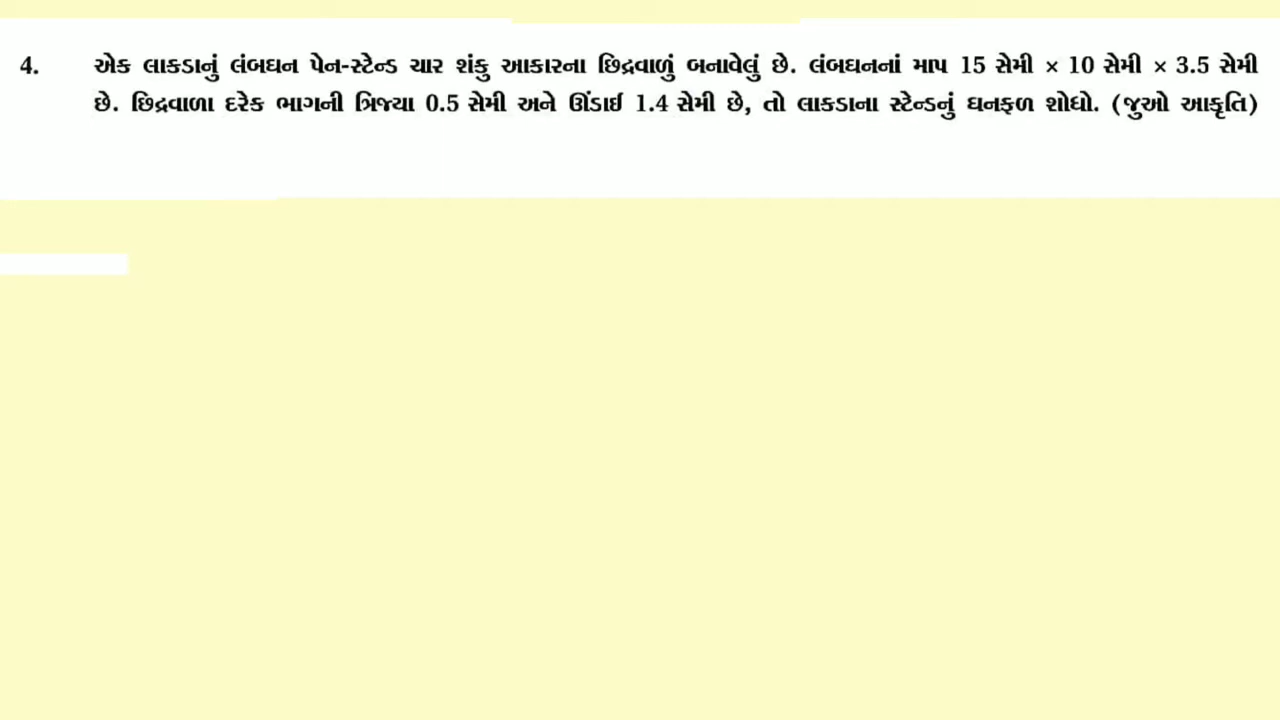 4. એક લાકડાનું લંબઘન પેન-સ્ટેન્ડ ચાર શંકુ આકારના છિદ્રવાળું બનાવેલું છે. લંબઘનનાં માપ 15 સેમી × 10 સેમી × 3.5 સેમી
છે. છિદ્રવાળા દરેક ભાગની ત્રિજ્યા 0.5 સેમી અને ઊંડાઈ 1.4 સેમી છે, તો લાકડાના સ્ટેન્ડનું ઘનફળ શોધો. (જુઓ આકૃતિ)